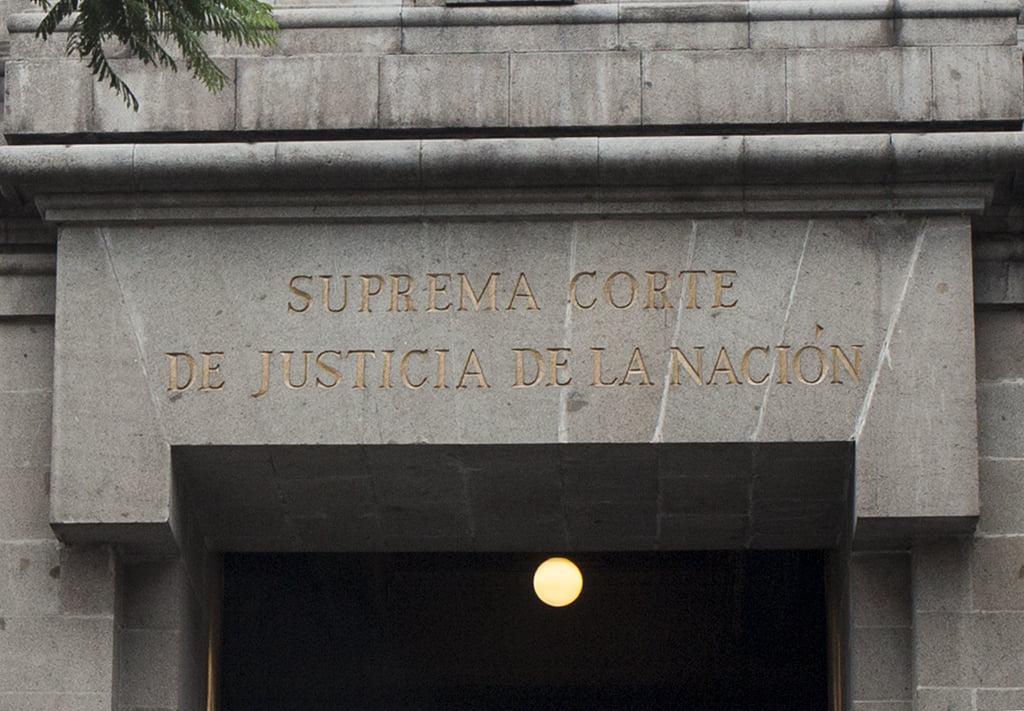 SUPREMA CORTE
DE JUSTICIA DE LA NACIÓN